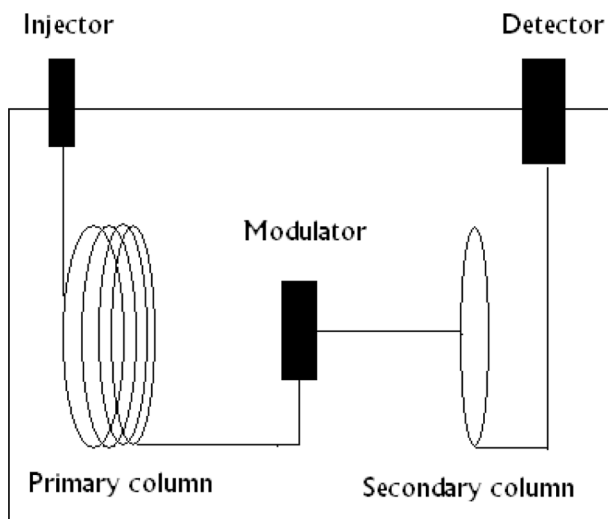 Injector
Detector
Modulator
Primary column
Secondary column